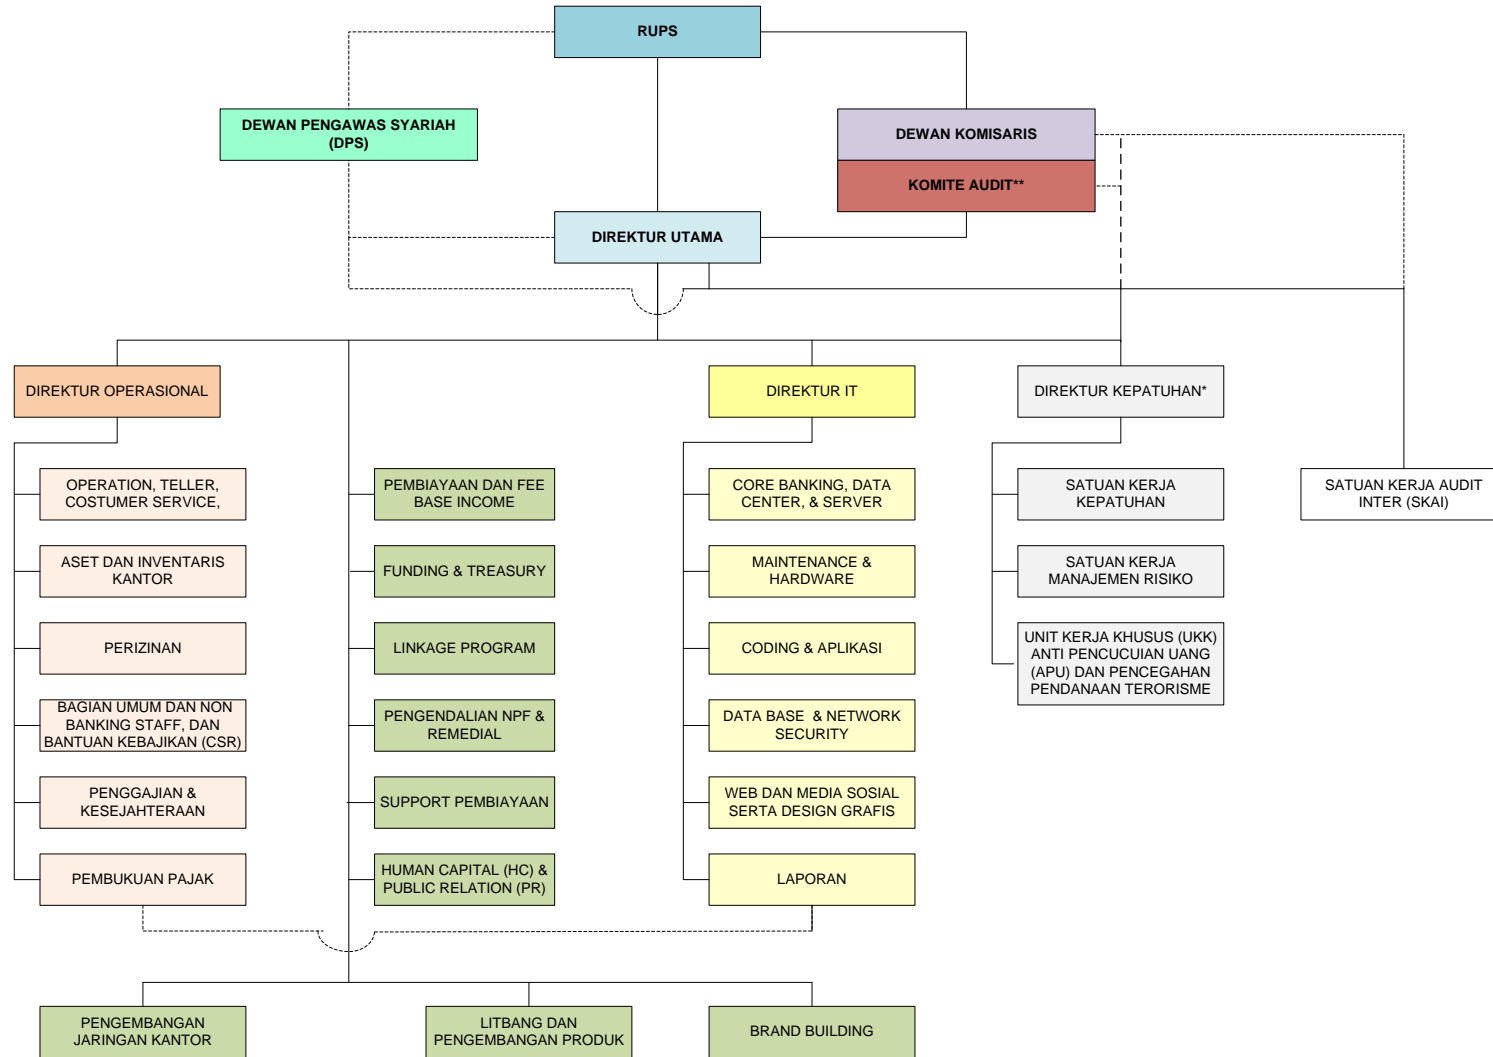 RUPS
DEWAN PENGAWAS SYARIAH
(DPS)
DEWAN KOMISARIS
KOMITE AUDIT**
DIREKTUR UTAMA
DIREKTUR OPERASIONAL
DIREKTUR IT
DIREKTUR KEPATUHAN*
OPERATION, TELLER,
COSTUMER SERVICE,
PEMBIAYAAN DAN FEE
BASE INCOME
CORE BANKING, DATA
CENTER, & SERVER
SATUAN KERJA
KEPATUHAN
SATUAN KERJA AUDIT
INTER (SKAI)
ASET DAN INVENTARIS
KANTOR
FUNDING & TREASURY
MAINTENANCE &
HARDWARE
SATUAN KERJA
MANAJEMEN RISIKO
PERIZINAN
LINKAGE PROGRAM
CODING & APLIKASI
UNIT KERJA KHUSUS (UKK)
ANTI PENCUCUIAN UANG
(APU) DAN PENCEGAHAN
PENDANAAN TERORISME
BAGIAN UMUM DAN NON
BANKING STAFF, DAN
BANTUAN KEBAJIKAN (CSR)
PENGENDALIAN NPF &
REMEDIAL
DATA BASE & NETWORK
SECURITY
PENGGAJIAN &
KESEJAHTERAAN
SUPPORT PEMBIAYAAN
WEB DAN MEDIA SOSIAL
SERTA DESIGN GRAFIS
PEMBUKUAN PAJAK
HUMAN CAPITAL (HC) &
PUBLIC RELATION (PR)
LAPORAN
PENGEMBANGAN
JARINGAN KANTOR
LITBANG DAN
PENGEMBANGAN PRODUK
BRAND BUILDING